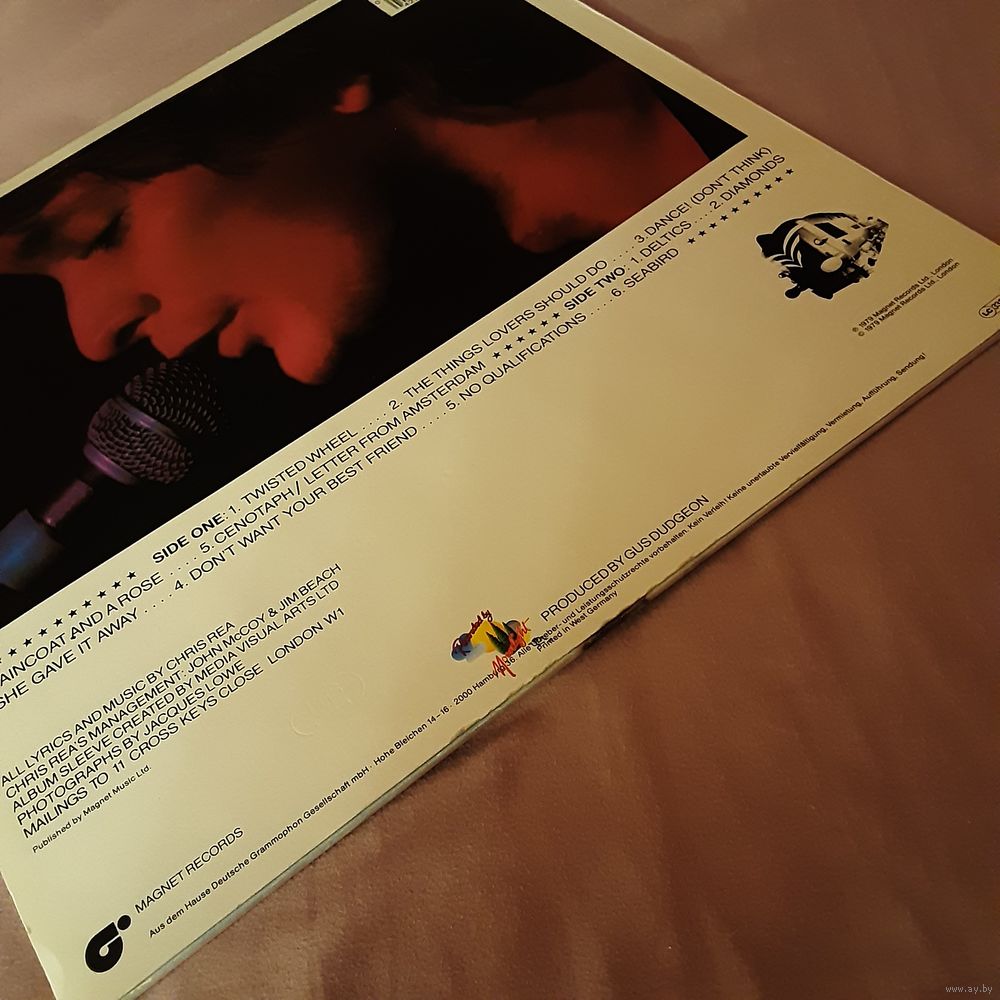 ★★★★★★★★★★ SIDE ONE: 1. TWISTED WHEEL .... 2. THE THINGS LOVERS SHOULD DO ..... 3. DANCE! (DON'T THINK)
AINCOAT AND A ROSE ..... 5. CENOTAPH / LETTER FROM AMSTERDAM ★★★★★★ SIDE TWO: 1. DELTICS .... 2. DIAMONDS
SHE GAVE IT AWAY ..... 4. DON'T WANT YOUR BEST FRIEND ..... 5. NO QUALIFICATIONS .... 6. SEABIRD ★★★★★★★★★★
℗ 1979 Magnet Records Ltd., London
© 1979 Magnet Records Ltd., London
ALL LYRICS AND MUSIC BY CHRIS REA
CHRIS REA'S MANAGEMENT: JOHN McCOY & JIM BEACH
ALBUM SLEEVE CREATED BY MEDIA VISUAL ARTS LTD
PHOTOGRAPHS BY JACQUES LOWE
MAILINGS TO 11 CROSS KEYS CLOSE LONDON W1
Published by Magnet Music Ltd.
PRODUCED BY GUS DUDGEON
MAGNET RECORDS
Aus dem Hause Deutsche Grammophon Gesellschaft mbH · Hohe Bleichen 14-16 · 2000 Hamb 36. Alle Urheber- und Leistungsschutzrechte vorbehalten. Kein Verleih! Keine unerlaubte Vervielfältigung, Vermietung, Aufführung, Sendung!
Printed in West Germany
www.ay.by